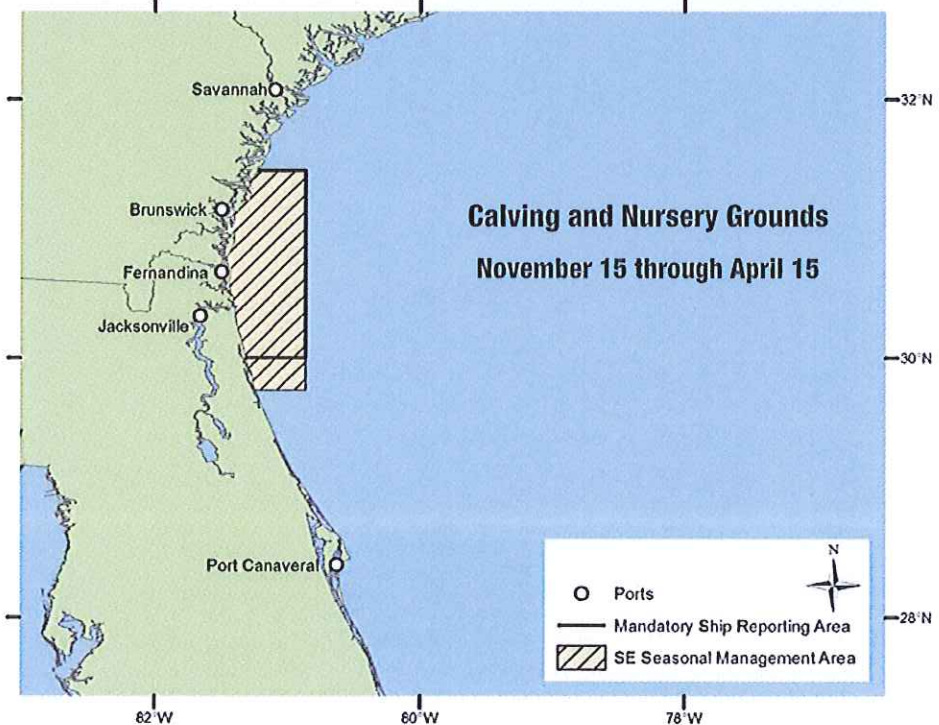 Savannah
32°N
Brunswick
Calving and Nursery Grounds
November 15 through April 15
Fernandina
Jacksonville
30°N
Port Canaveral
N
Ports
Mandatory Ship Reporting Area
SE Seasonal Management Area
28°N
82°W
80°W
78°W